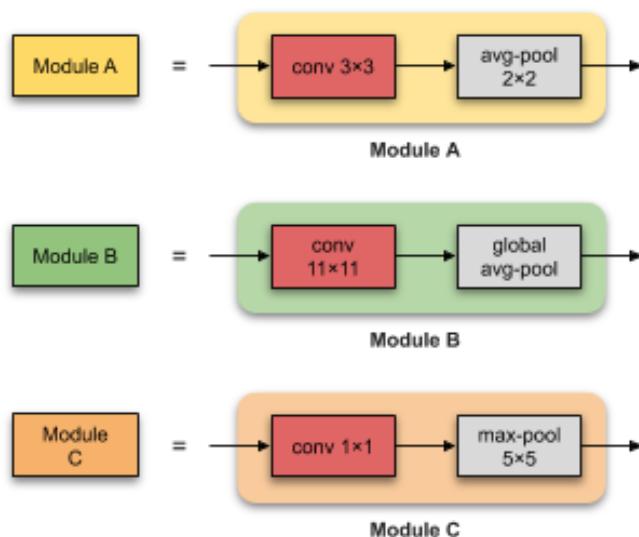 Module A
=
conv 3×3
avg-pool
2×2
Module A
Module B
=
conv
11×11
global
avg-pool
Module B
Module
C
=
conv 1×1
max-pool
5×5
Module C